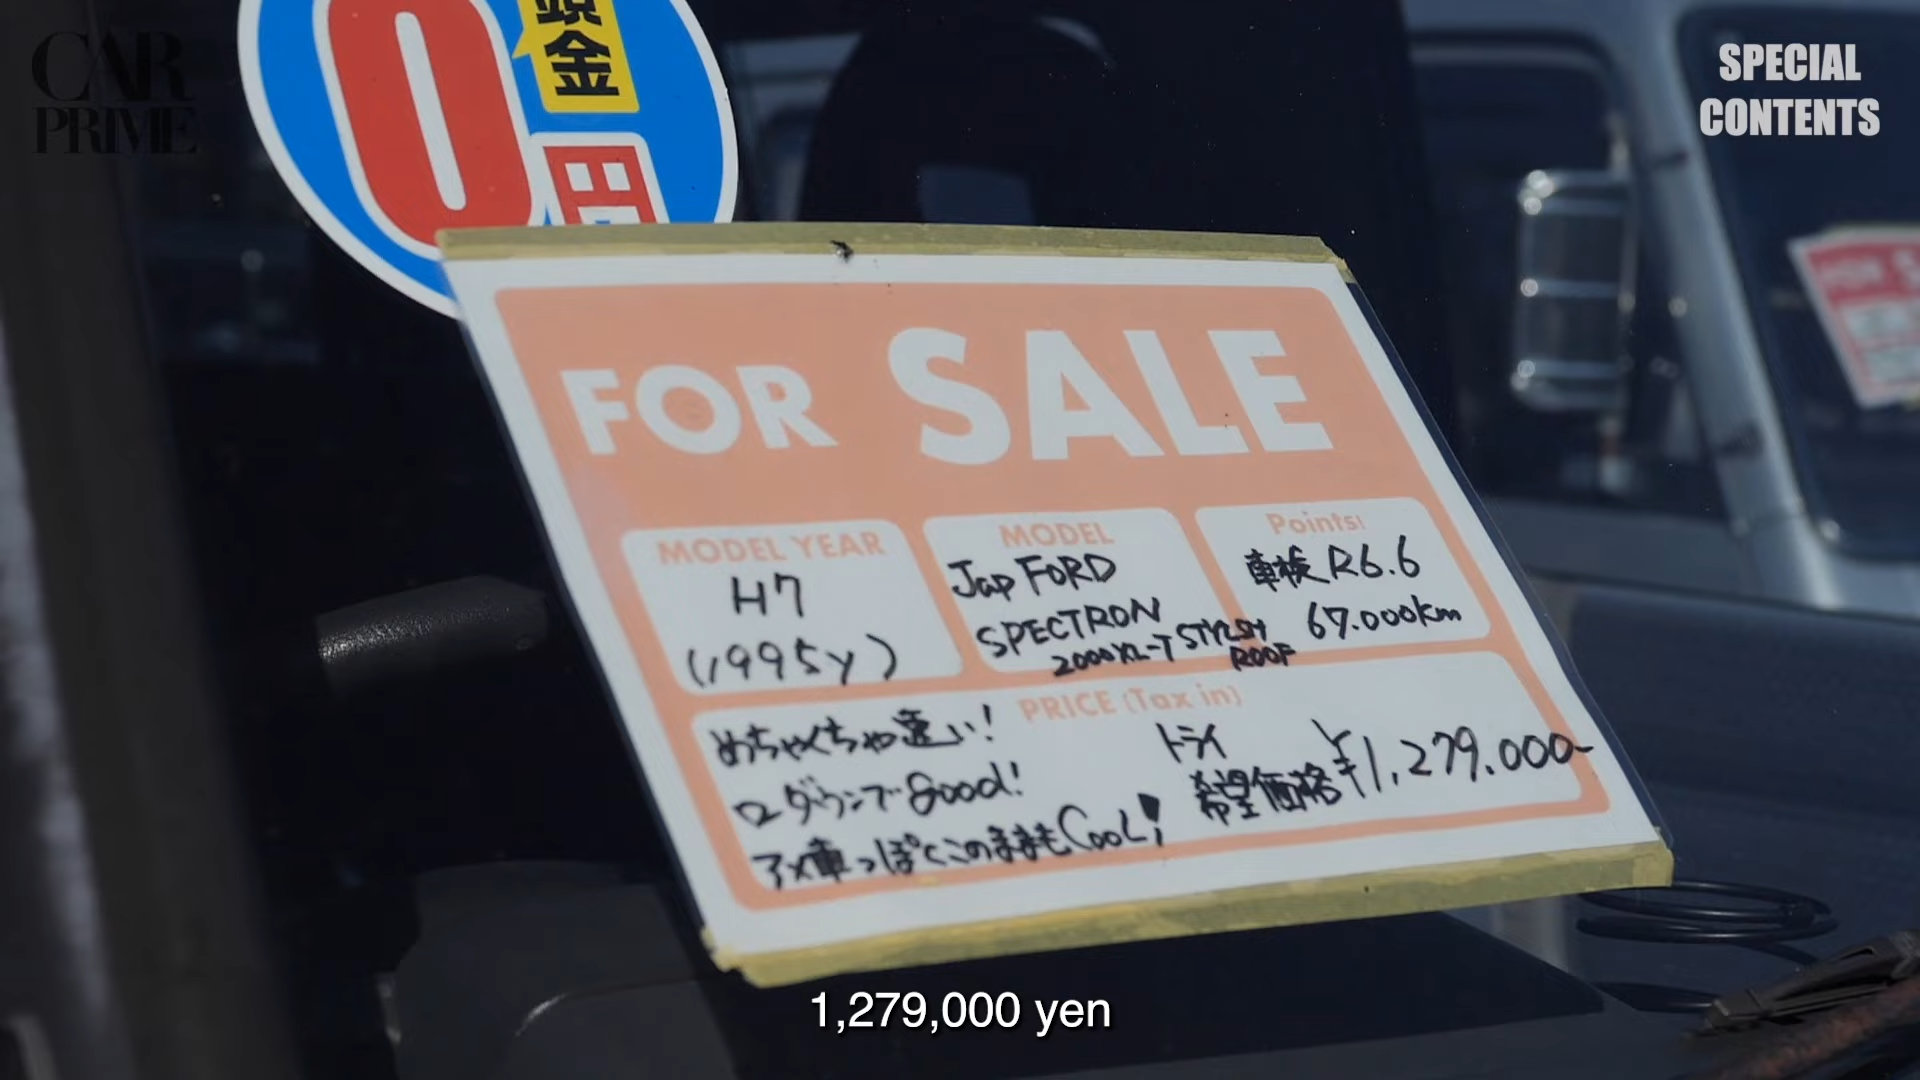 CAR
PRIME
SPECIAL
CONTENTS
頭金
0円
FOR SALE
MODEL YEAR
H7
(1995y)
MODEL
Jap FORD
SPECTRON
2000XL-T STYLSH
ROOF
Points!
車検R6.6
67.000km
PRICE (Tax in)
めちゃくちゃ速い!
ローダウンでGood!
アメ車っぽくこのままもCOOL!
トライ
希望価格 ¥1,279.000-
FOR S
1,279,000 yen